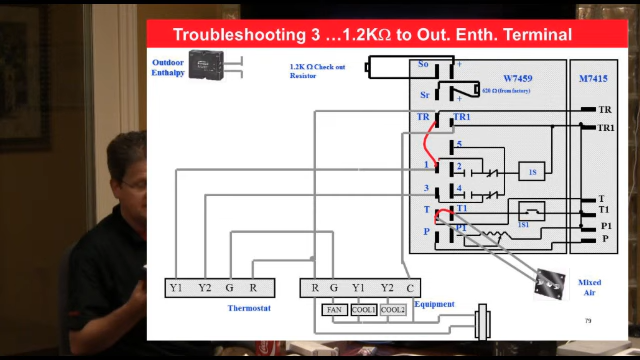 Troubleshooting 3 ...1.2KΩ to Out. Enth. Terminal
Outdoor
Enthalpy
1.2K Ω Check out
Resistor
So
+
W7459
M7415
Sr
+
620 Ω (from factory)
TR
TR1
TR
TR1
5
1
2
1S
3
4
T
T1
1S1
T
T1
P
P1
P1
P
Y1
Y2
G
R
Thermostat
R
G
Y1
Y2
C
Equipment
FAN
COOL1
COOL2
Mixed
Air
79